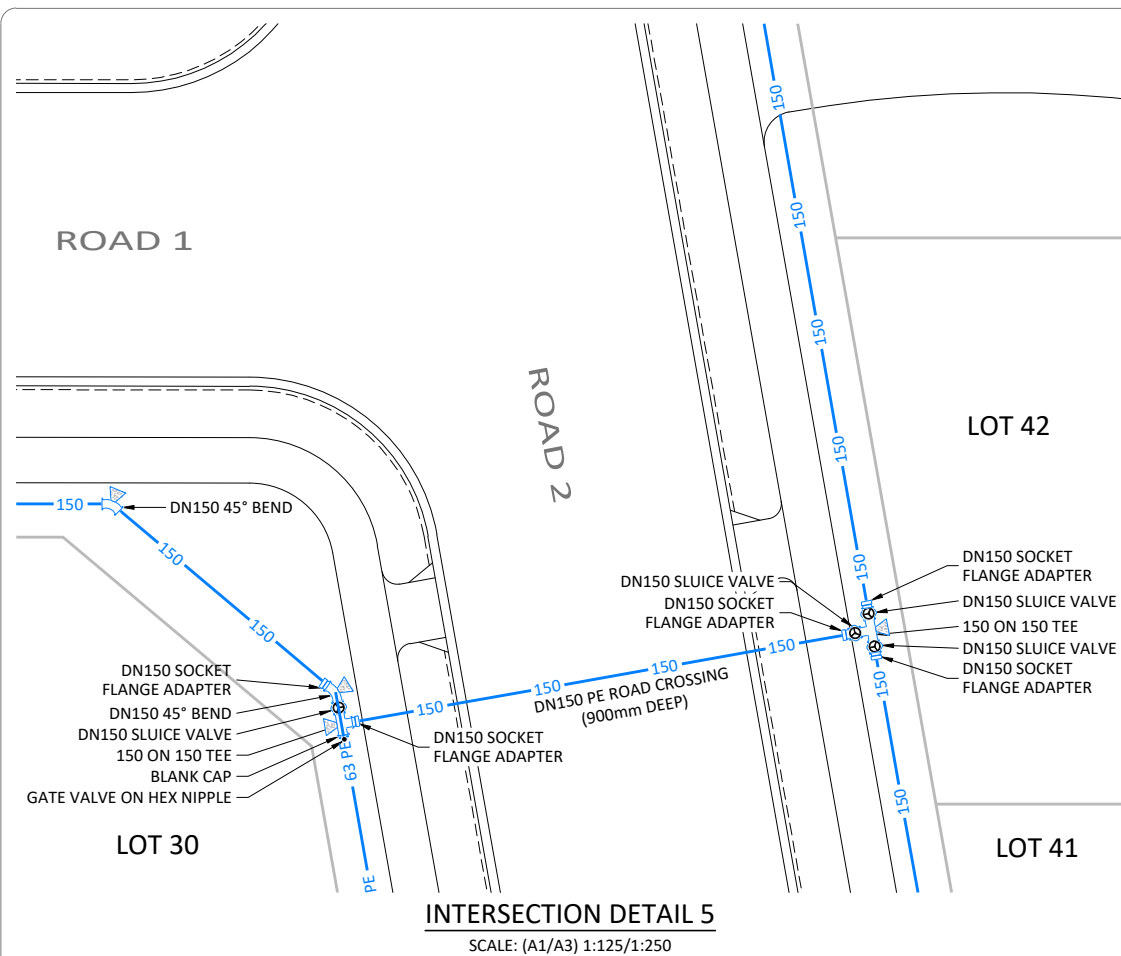 150
150
ROAD 1
150
ROAD 2
LOT 42
150
150
DN150 45° BEND
150
150
150
DN150 SOCKET
FLANGE ADAPTER
DN150 SLUICE VALVE
150 ON 150 TEE
DN150 SLUICE VALVE
DN150 SOCKET
FLANGE ADAPTER
DN150 SLUICE VALVE
DN150 SOCKET
FLANGE ADAPTER
150
150
150
150
150
DN150 PE ROAD CROSSING
(900mm DEEP)
DN150 SOCKET
FLANGE ADAPTER
DN150 45° BEND
DN150 SLUICE VALVE
150 ON 150 TEE
BLANK CAP
GATE VALVE ON HEX NIPPLE
DN150 SOCKET
FLANGE ADAPTER
63 PE
150
LOT 30
LOT 41
PE
INTERSECTION DETAIL 5
SCALE: (A1/A3) 1:125/1:250